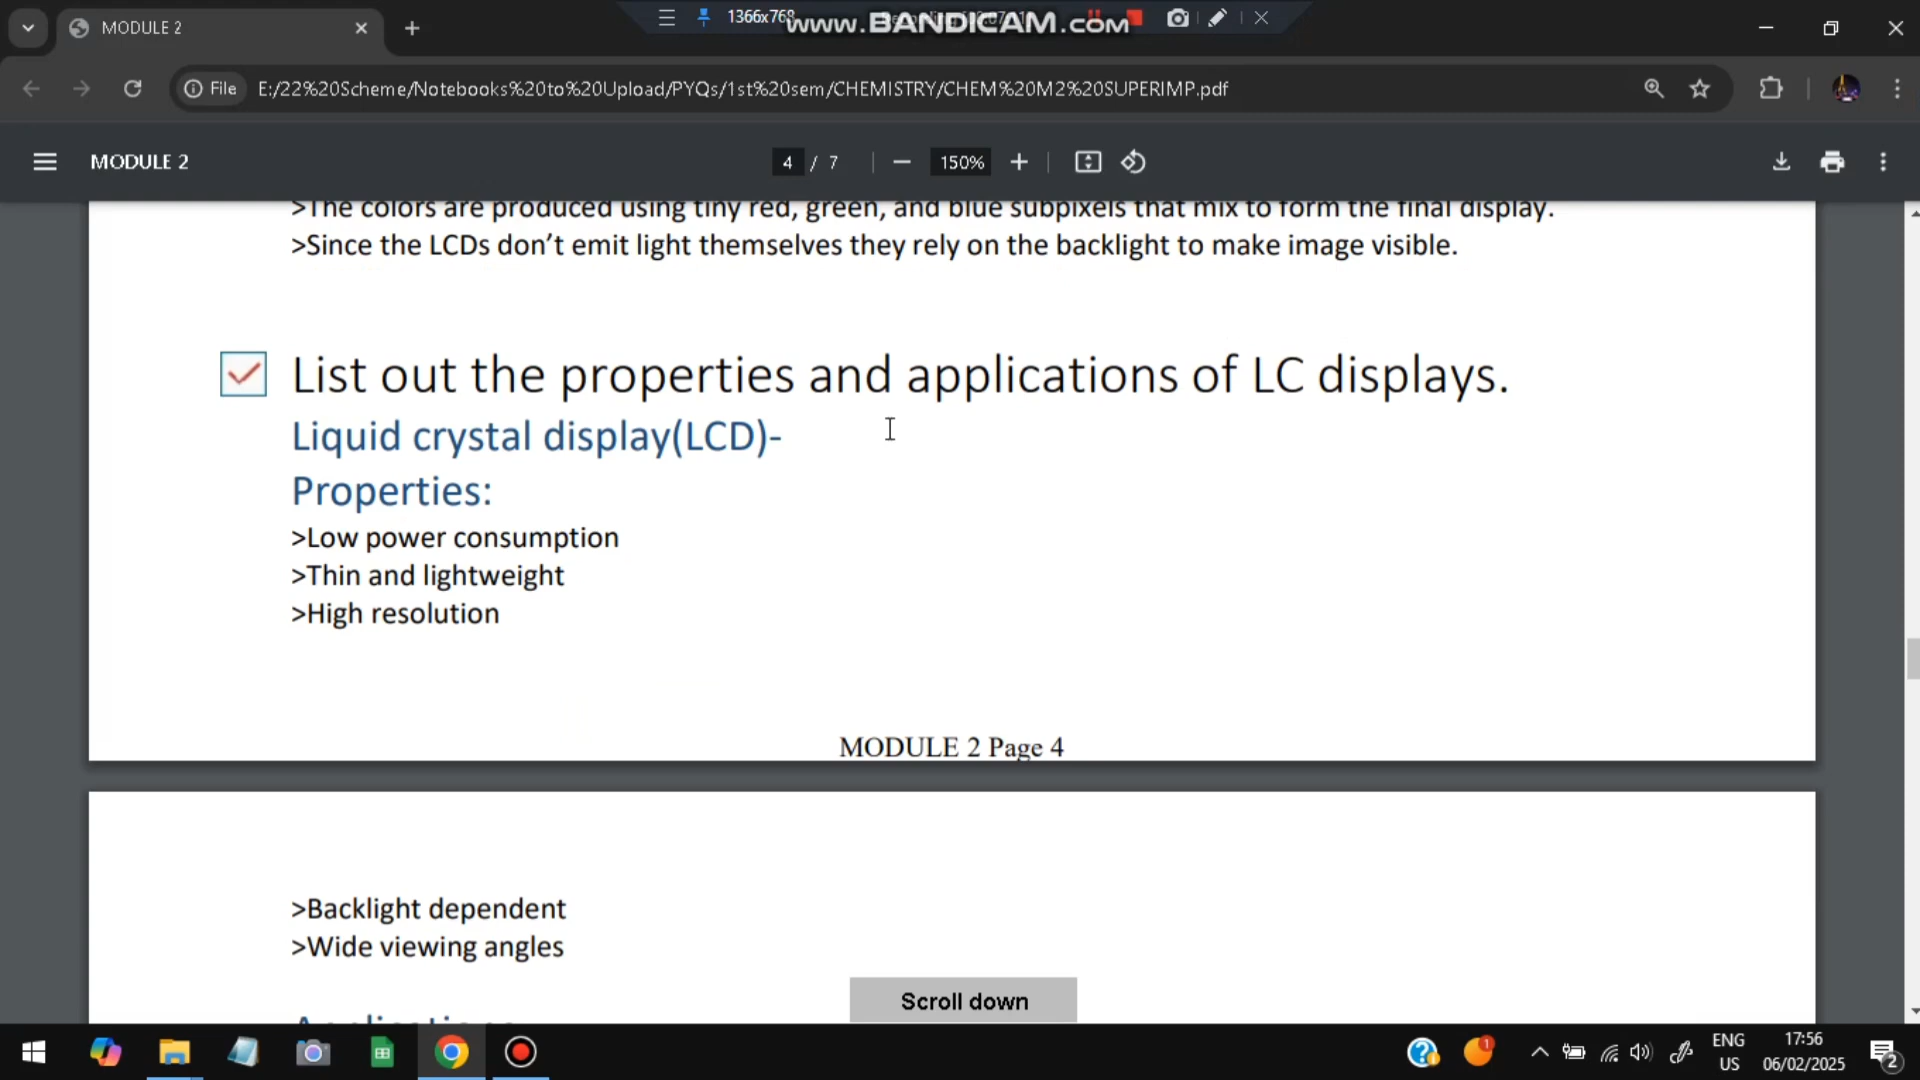 MODULE 2
1366x768
www.BANDICAM.com
File
E:/22%20Scheme/Notebooks%20to%20Upload/PYQs/1st%20sem/CHEMISTRY/CHEM%20M2%20SUPERIMP.pdf
MODULE 2
4 / 7
150%
>The colors are produced using tiny red, green, and blue subpixels that mix to form the final display.
>Since the LCDs don’t emit light themselves they rely on the backlight to make image visible.
List out the properties and applications of LC displays.
Liquid crystal display(LCD)-
Properties:
>Low power consumption
>Thin and lightweight
>High resolution
MODULE 2 Page 4
>Backlight dependent
>Wide viewing angles
Scroll down
ENG
US
17:56
06/02/2025
1
2